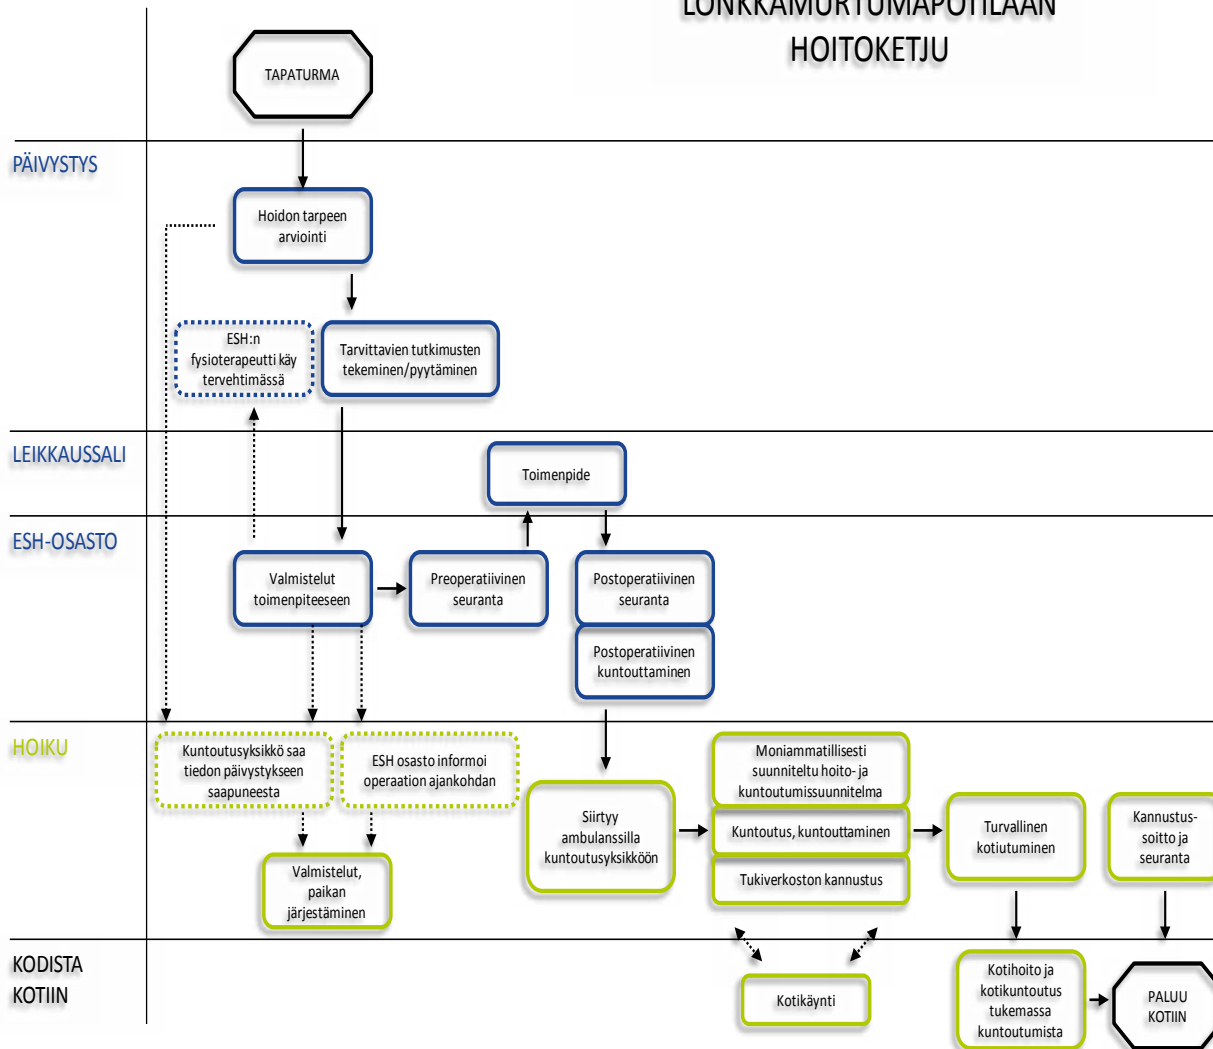 LONKKAMURTUMAPOTILAAN
HOITOKETJU
TAPATURMA
PÄIVYSTYS
Hoidon tarpeen
arviointi
ESH:n
fysioterapeutti käy
tervehtimässä
Tarvittavien tutkimusten
tekeminen/pyytäminen
LEIKKAUSSALI
Toimenpide
ESH-OSASTO
Valmistelut
toimenpiteeseen
Preoperatiivinen
seuranta
Postoperatiivinen
seuranta
Postoperatiivinen
kuntouttaminen
HOIKU
Kuntoutusyksikkö saa
tiedon päivystykseen
saapuneesta
ESH osasto informoi
operaation ajankohdan
Valmistelut,
paikan
järjestäminen
Siirtyy
ambulanssilla
kuntoutusyksikköön
Moniammatillisesti
suunniteltu hoito- ja
kuntoutumissuunnitelma
Kuntoutus, kuntouttaminen
Tukiverkoston kannustus
Turvallinen
kotiutuminen
Kannustus-
soitto ja
seuranta
KODISTA
KOTIIN
Kotikäynti
Kotihoito ja
kotikuntoutus
tukemassa
kuntoutumista
PALUU
KOTIIN